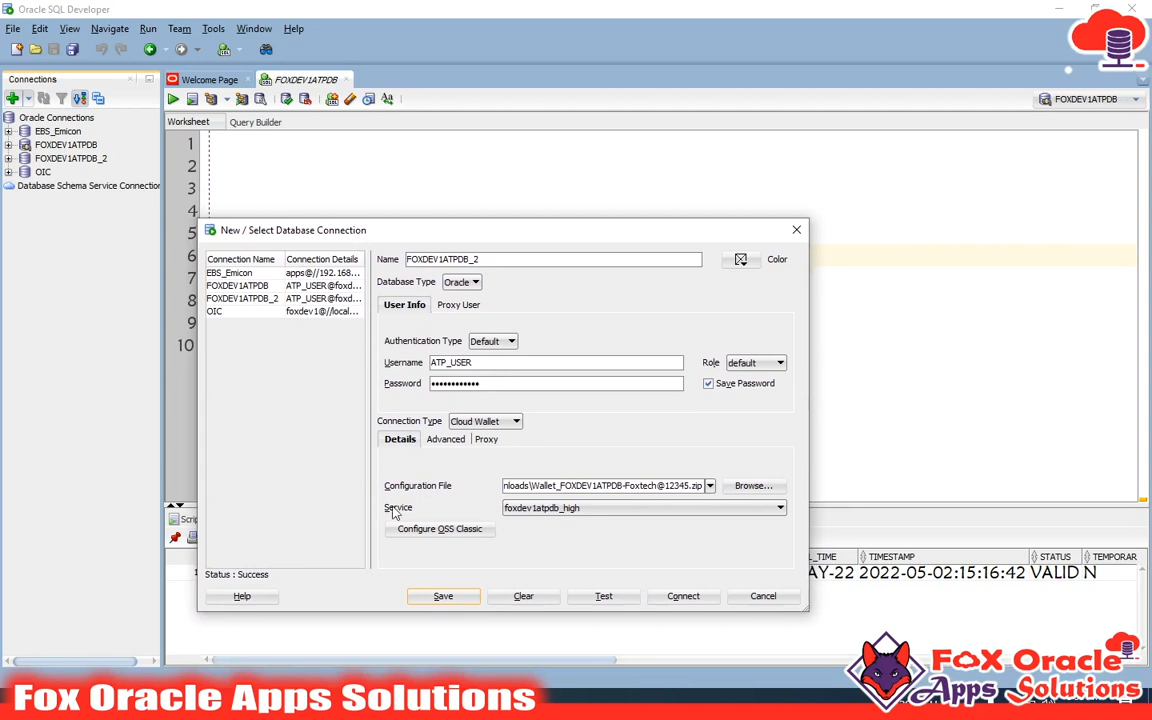 Oracle SQL Developer
File Edit View Navigate Run Team Tools Window Help
Connections
Oracle Connections
EBS_Emicon
FOXDEV1ATPDB
FOXDEV1ATPDB_2
OIC
Database Schema Service Connection
Welcome Page
FOXDEV1ATPDB
FOXDEV1ATPDB
Worksheet Query Builder
1
2
3
4
5
6
7
8
9
10
New / Select Database Connection
Connection Name Connection Details
EBS_Emicon apps@//192.168...
FOXDEV1ATPDB ATP_USER@foxd...
FOXDEV1ATPDB_2 ATP_USER@foxd...
OIC foxdev1@//local...
Name FOXDEV1ATPDB_2 Color
Database Type Oracle
User Info Proxy User
Authentication Type Default
Username ATP_USER Role default
Password •••••••••••• Save Password
Connection Type Cloud Wallet
Details Advanced Proxy
Configuration File nloads\Wallet_FOXDEV1ATPDB-Foxtech@12345.zip Browse...
Service foxdev1atpdb_high
Configure OSS Classic
Status : Success
Help Save Clear Test Connect Cancel
Scrip
L_TIME TIMESTAMP STATUS TEMPORAR
1 AY-22 2022-05-02:15:16:42 VALID N
Fox Oracle Apps Solutions
Fox Oracle
Apps Solutions